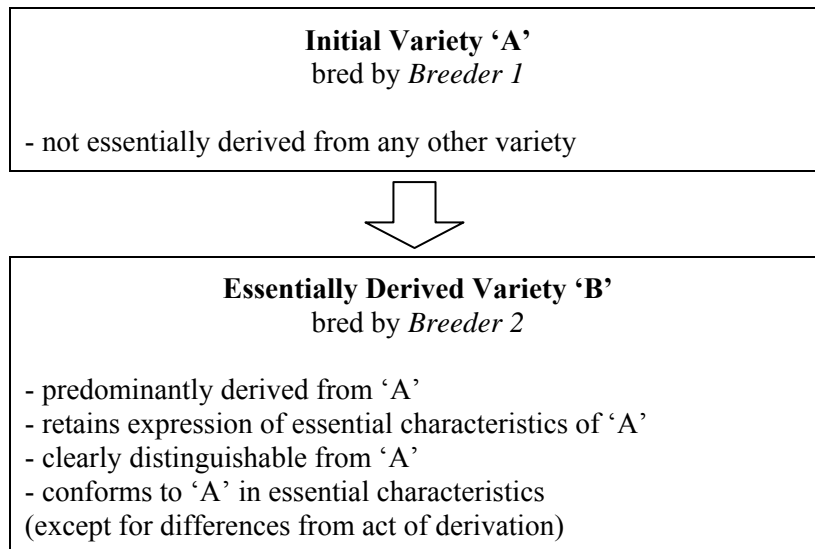 Initial Variety ‘A’
bred by Breeder 1
- not essentially derived from any other variety
Essentially Derived Variety ‘B’
bred by Breeder 2
- predominantly derived from ‘A’
- retains expression of essential characteristics of ‘A’
- clearly distinguishable from ‘A’
- conforms to ‘A’ in essential characteristics
(except for differences from act of derivation)